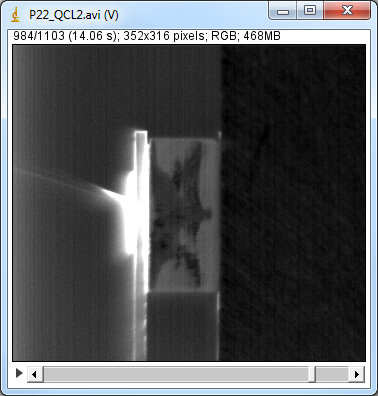 P22_QCL2.avi (V)
984/1103 (14.06 s); 352x316 pixels; RGB; 468MB